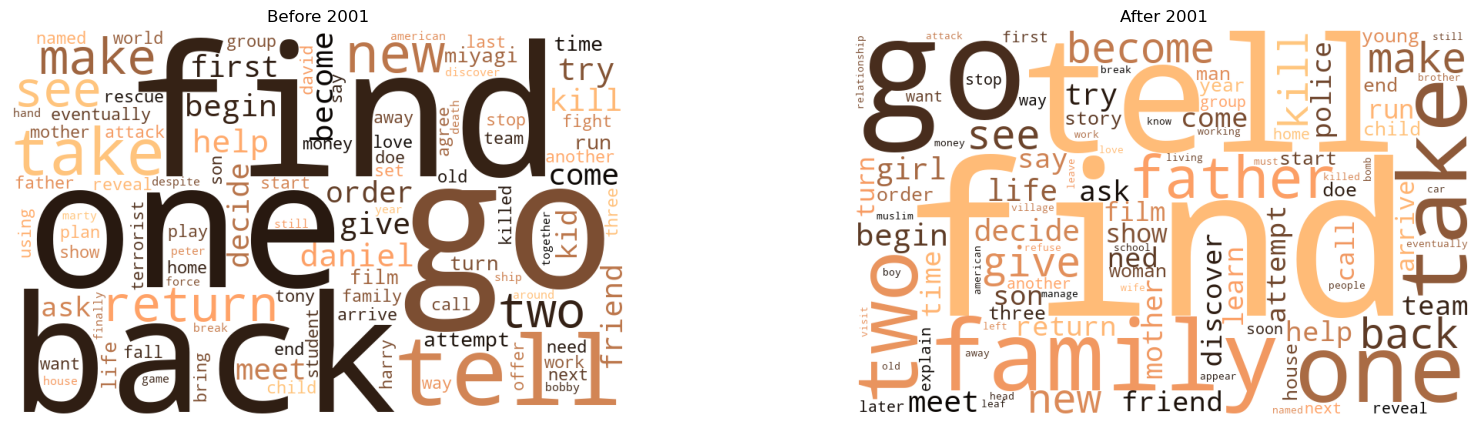 Before 2001
named world group american last time
make find first david say new miyagi discover try
see rescue begin become kill
hand eventually away agree death stop fight
mother attack help money love team run
take son doe set another
father reveal despite start old come
using one decide order give go killed together kid three
marty plan still year
show terrorist play peter daniel
home force film turn ship friend
ask return tony family call around two
finally break arrive attempt
back life student harry tell offer need
want fall end way work
house game bring meet child next
bobby
After 2001
relationship attack first become kill police young still
go stop tell break man make brother
want way try year end
see story group come run
money work know working home child take
turn girl say love leave ask living father must start killed doe bomb car
order life
muslim village film arrive
begin decide refuse show school discover learn attempt eventually
two boy time american give another ned woman call people
son manage mother wife team
three
visit explain left return soon help back
old away find family appear house one
later meet head leaf new friend named next reveal